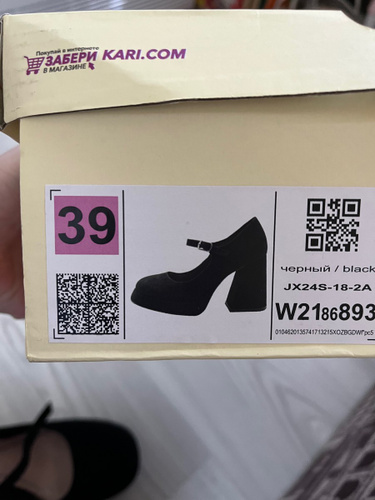 Покупай в интернете
ЗАБЕРИ KARI.COM
В МАГАЗИНЕ
39
черный / black
JX24S-18-2A
W2186893